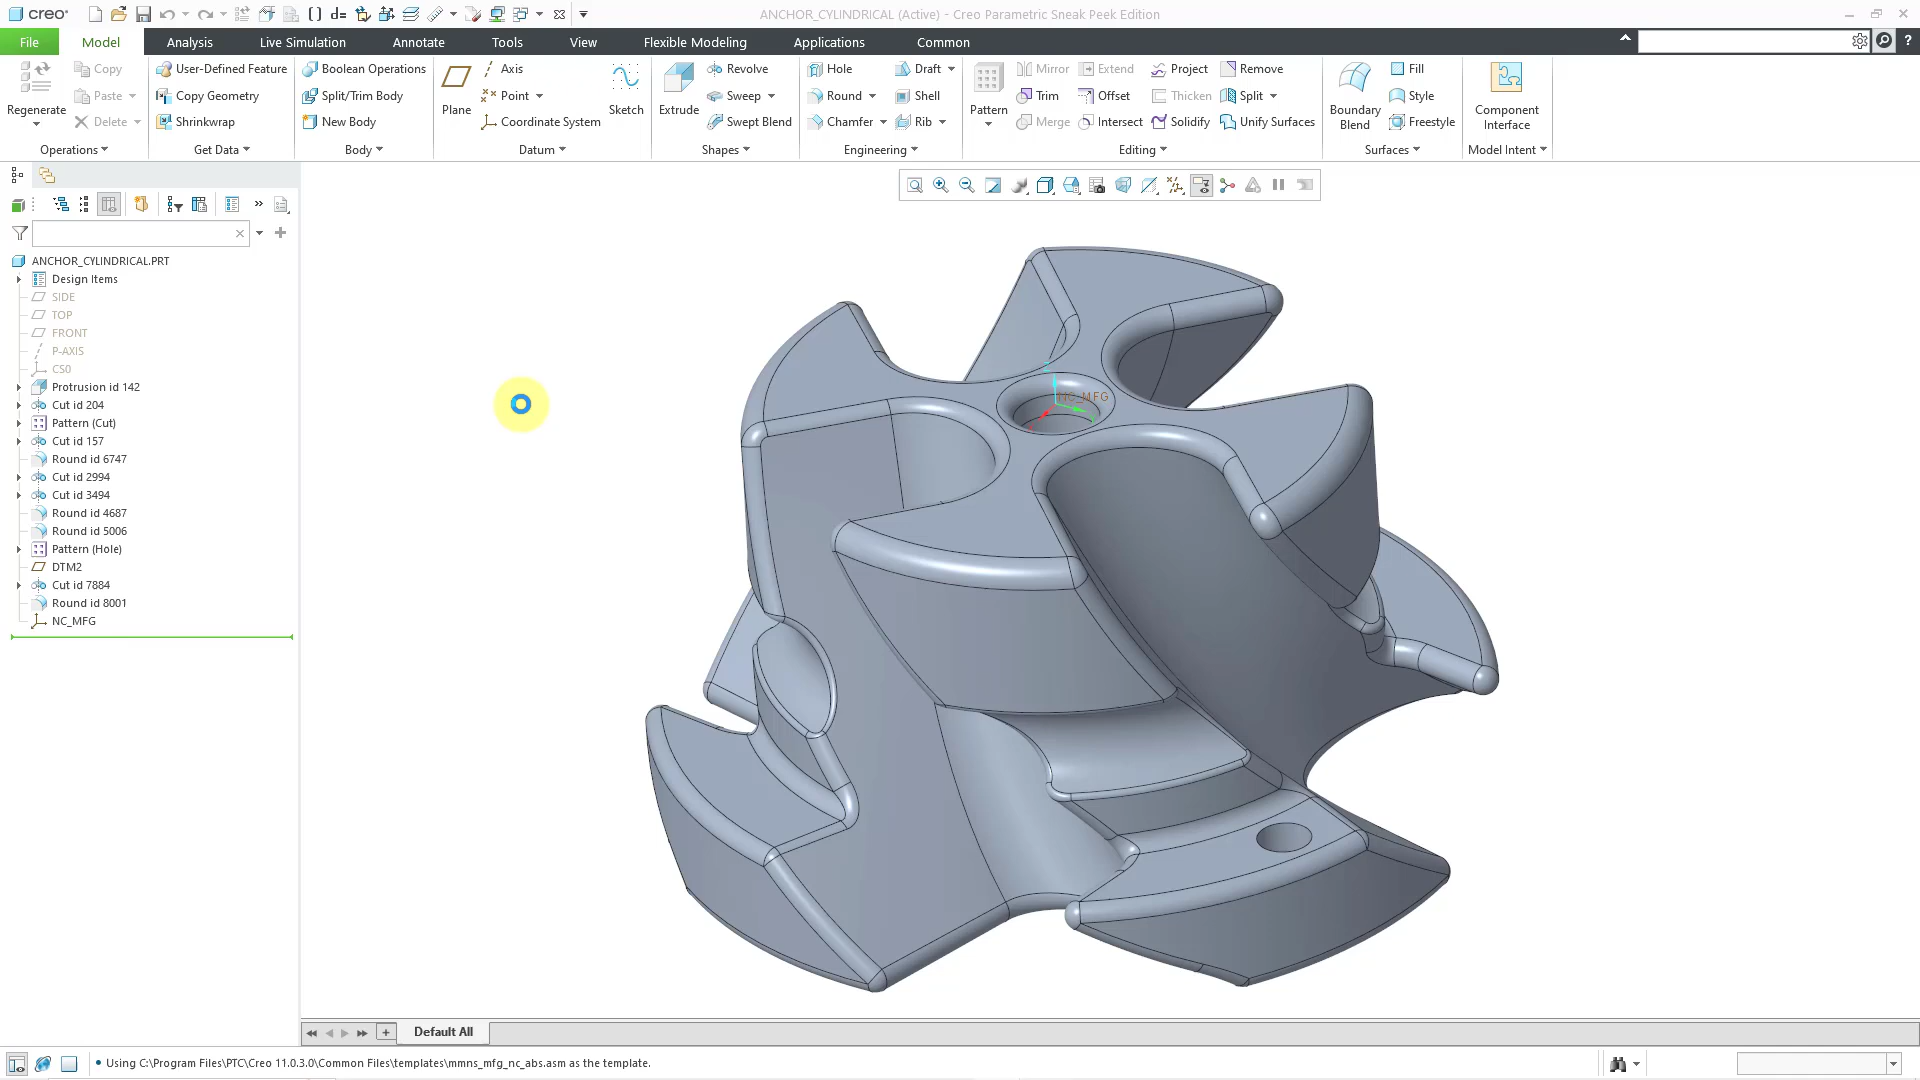 creo
ANCHOR_CYLINDRICAL (Active) - Creo Parametric Sneak Peek Edition
File
Model
Analysis
Live Simulation
Annotate
Tools
View
Flexible Modeling
Applications
Common
Regenerate
Copy
Paste
Delete
Operations
User-Defined Feature
Copy Geometry
Shrinkwrap
Get Data
Boolean Operations
Split/Trim Body
New Body
Body
Plane
Axis
Point
Coordinate System
Sketch
Datum
Extrude
Revolve
Sweep
Swept Blend
Shapes
Hole
Round
Chamfer
Draft
Shell
Rib
Engineering
Pattern
Mirror
Extend
Project
Remove
Trim
Offset
Thicken
Split
Merge
Intersect
Solidify
Unify Surfaces
Editing
Boundary
Blend
Fill
Style
Freestyle
Surfaces
Component
Interface
Model Intent
ANCHOR_CYLINDRICAL.PRT
Design Items
SIDE
TOP
FRONT
P-AXIS
CS0
Protrusion id 142
Cut id 204
Pattern (Cut)
Cut id 157
Round id 6747
Cut id 2994
Cut id 3494
Round id 4687
Round id 5006
Pattern (Hole)
DTM2
Cut id 7884
Round id 8001
NC_MFG
NC_MFG
Default All
Using C:\Program Files\PTC\Creo 11.0.3.0\Common Files\templates\mmns_mfg_nc_abs.asm as the template.